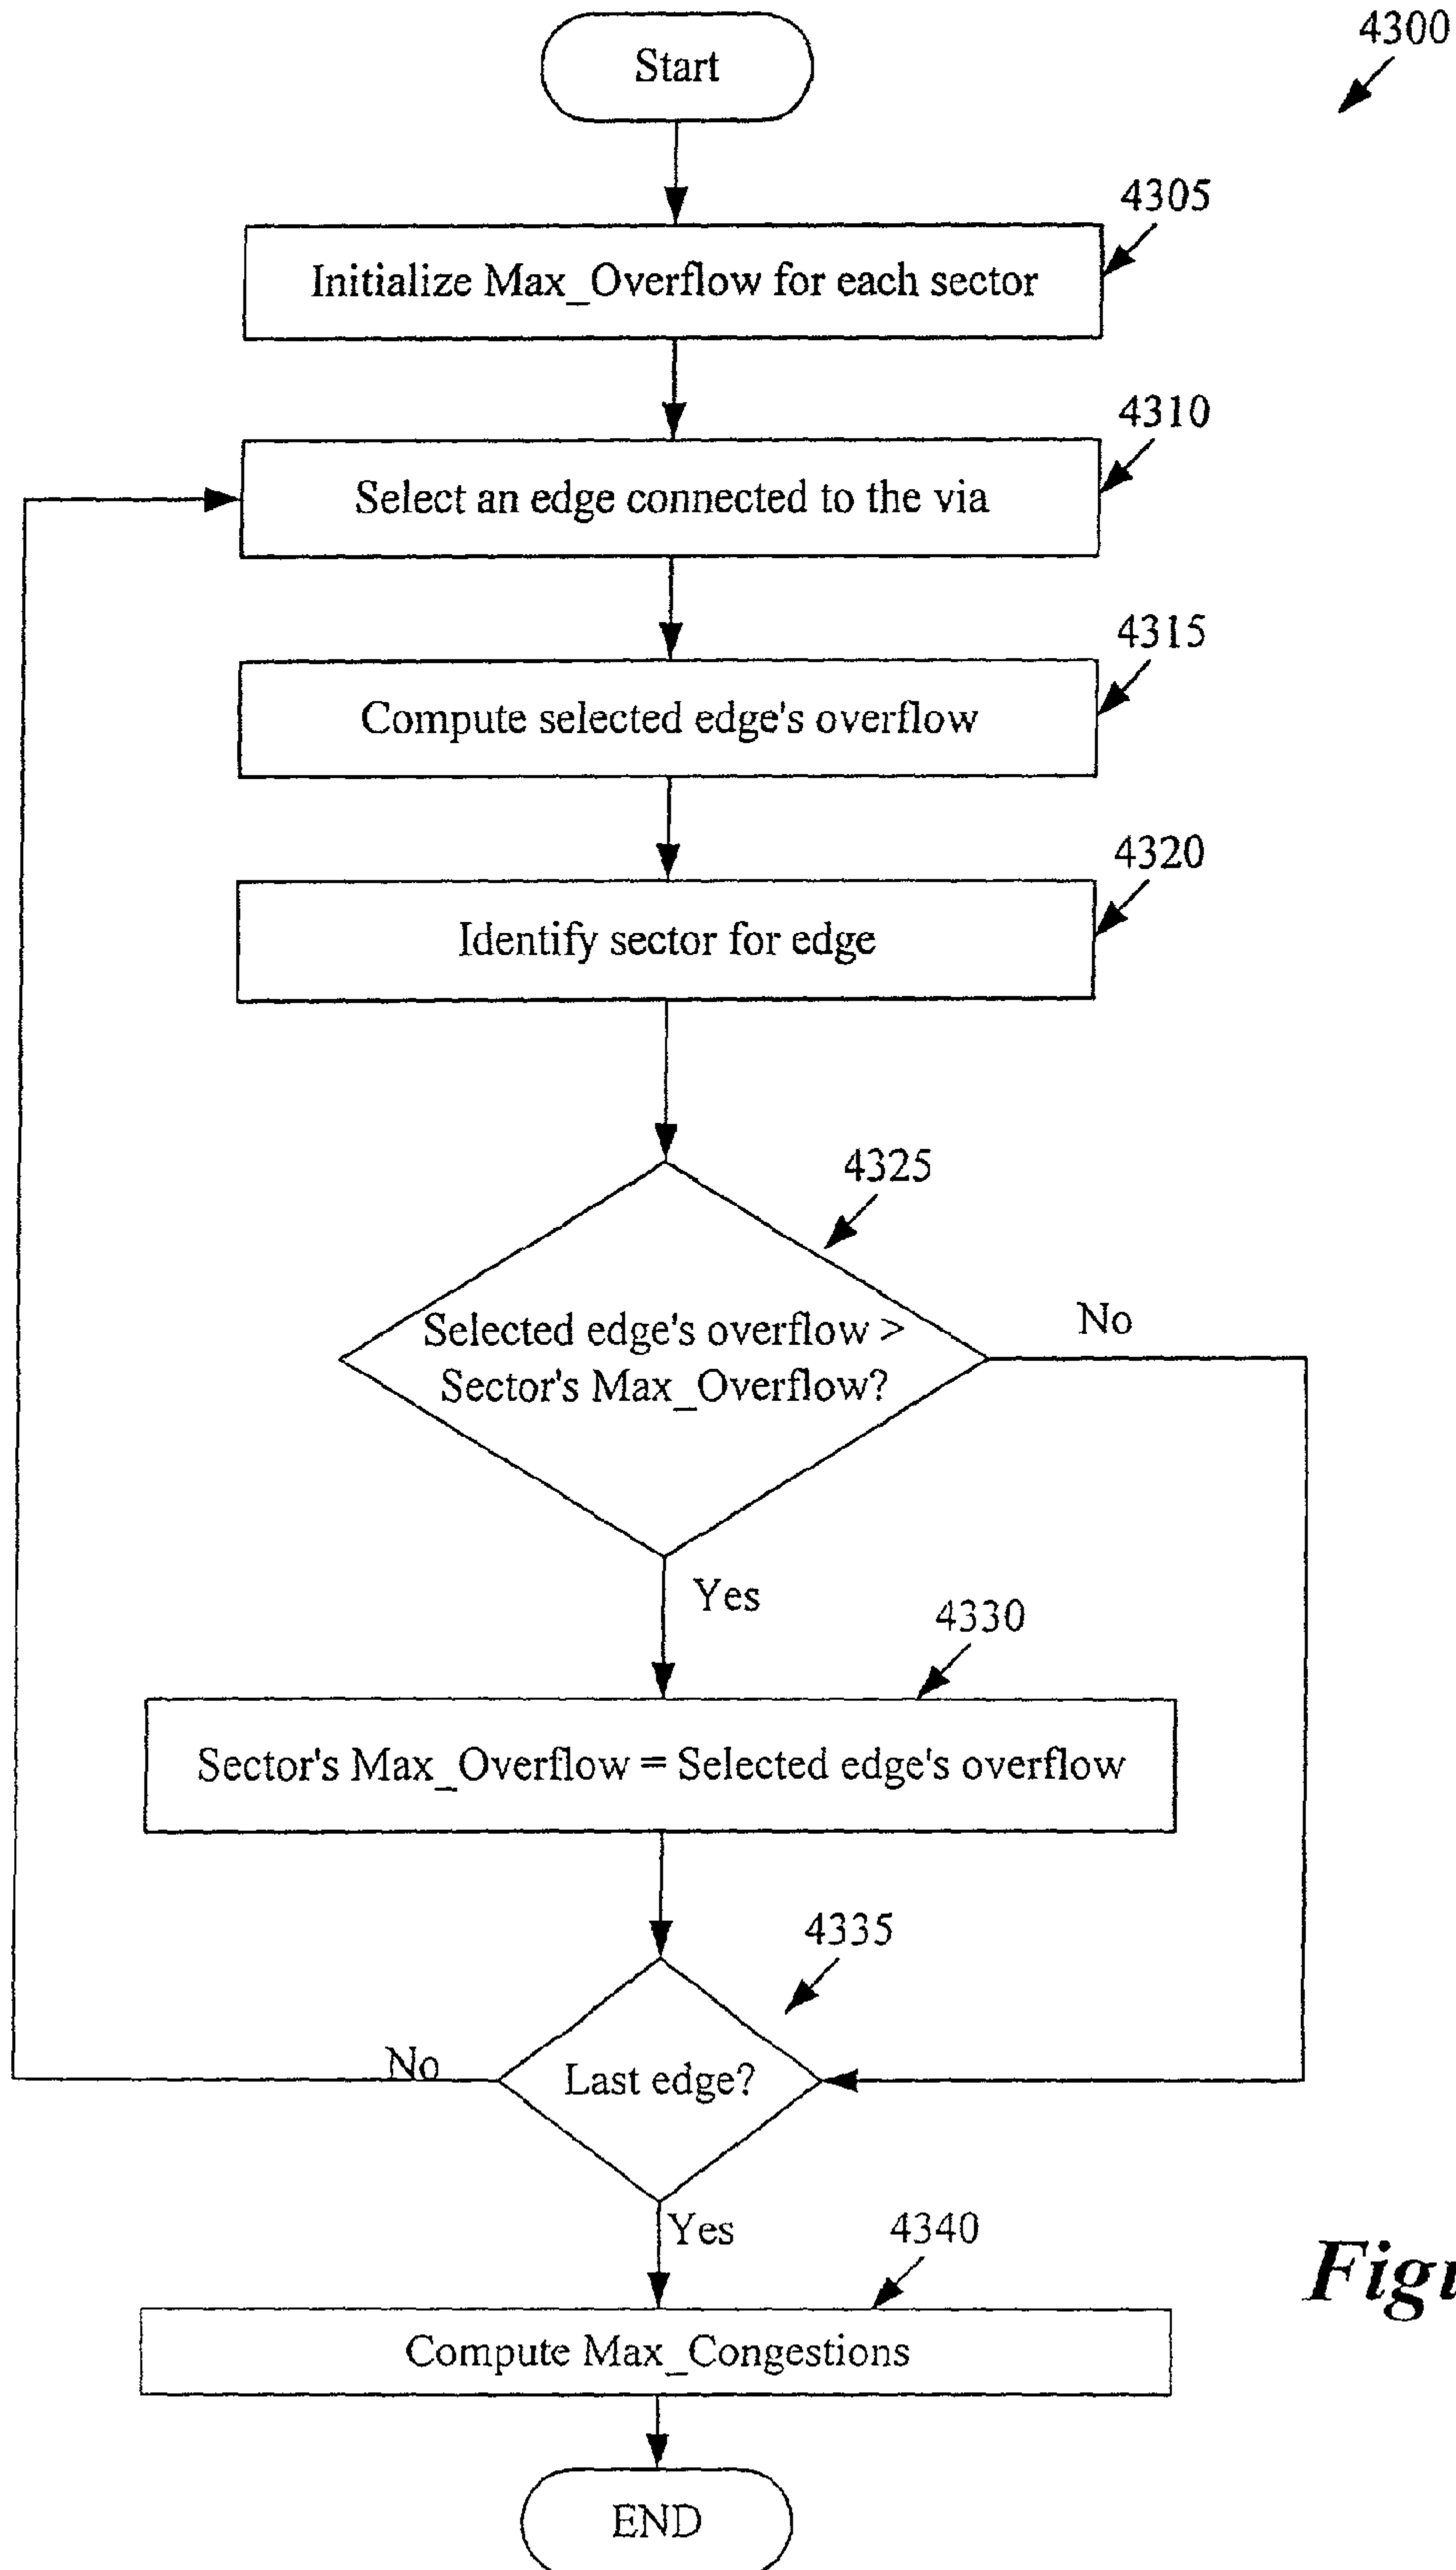 4300
Start
4305
Initialize Max_Overflow for each sector
4310
Select an edge connected to the via
4315
Compute selected edge's overflow
4320
Identify sector for edge
4325
Selected edge's overflow >
Sector's Max_Overflow?
No
Yes
4330
Sector's Max_Overflow = Selected edge's overflow
4335
Last edge?
No
Yes
4340
Compute Max_Congestions
END